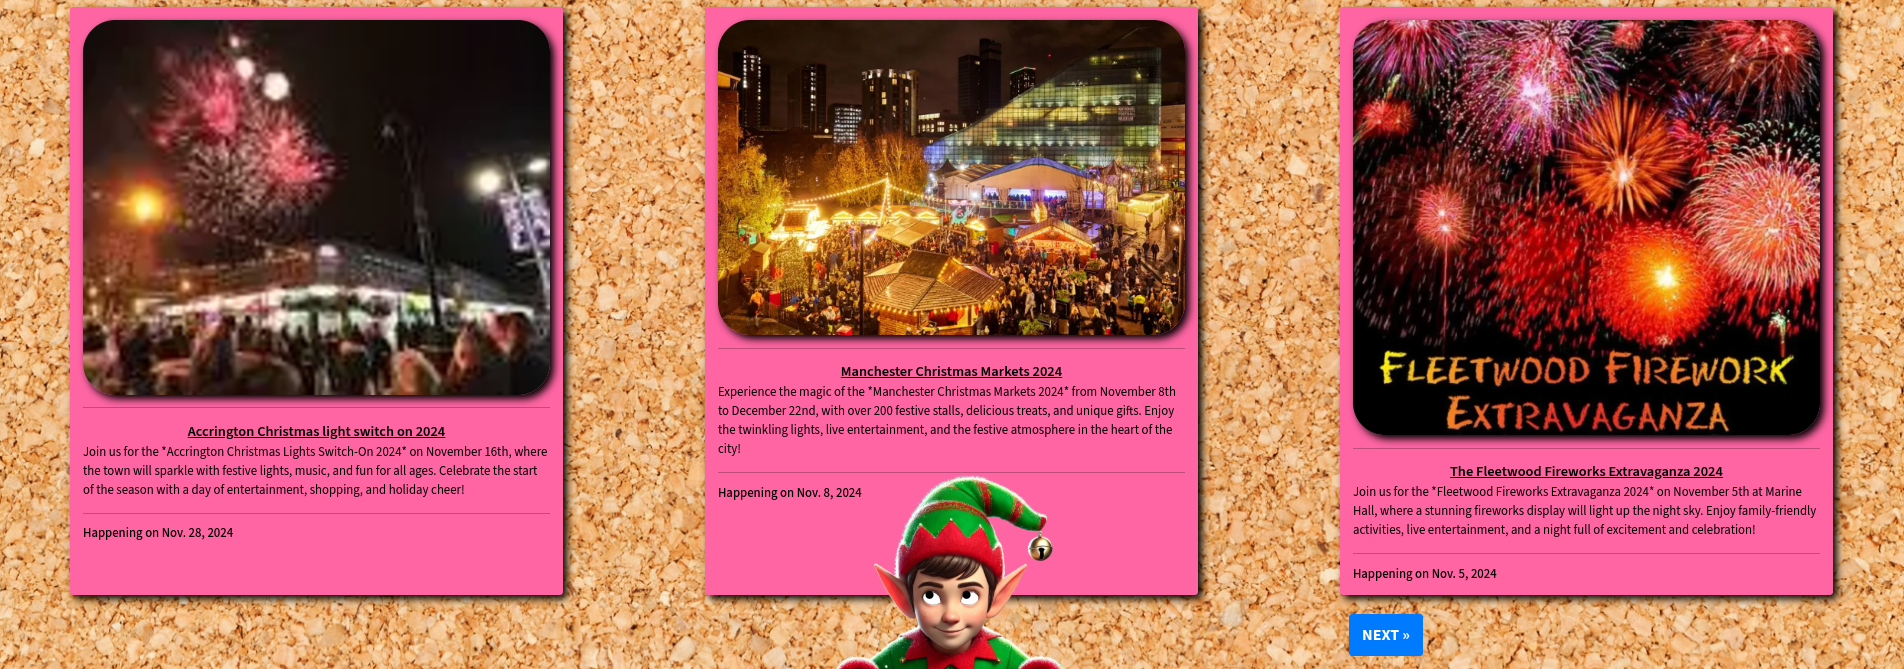 Accrington Christmas light switch on 2024
Join us for the *Accrington Christmas Lights Switch-On 2024* on November 16th, where
the town will sparkle with festive lights, music, and fun for all ages. Celebrate the start
of the season with a day of entertainment, shopping, and holiday cheer!
Happening on Nov. 28, 2024
Manchester Christmas Markets 2024
Experience the magic of the *Manchester Christmas Markets 2024* from November 8th
to December 22nd, with over 200 festive stalls, delicious treats, and unique gifts. Enjoy
the twinkling lights, live entertainment, and the festive atmosphere in the heart of the
city!
Happening on Nov. 8, 2024
FLEETWOOD FIREWORK
EXTRAVAGANZA
The Fleetwood Fireworks Extravaganza 2024
Join us for the *Fleetwood Fireworks Extravaganza 2024* on November 5th at Marine
Hall, where a stunning fireworks display will light up the night sky. Enjoy family-friendly
activities, live entertainment, and a night full of excitement and celebration!
Happening on Nov. 5, 2024
NEXT »